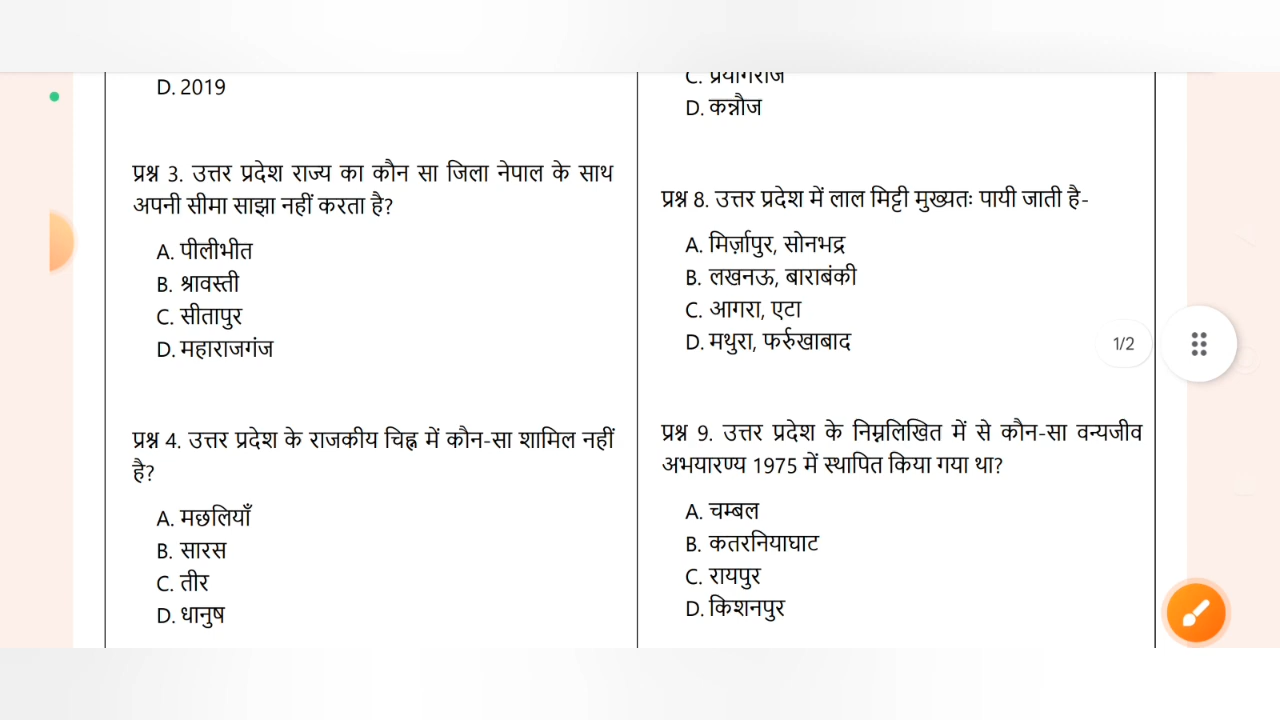 D. 2019
प्रश्न 3. उत्तर प्रदेश राज्य का कौन सा जिला नेपाल के साथ
अपनी सीमा साझा नहीं करता है?
A. पीलीभीत
B. श्रावस्ती
C. सीतापुर
D. महाराजगंज
प्रश्न 4. उत्तर प्रदेश के राजकीय चिह्न में कौन-सा शामिल नहीं
है?
A. मछलियाँ
B. सारस
C. तीर
D. धानुष
C. प्रयागराज
D. कन्नौज
प्रश्न 8. उत्तर प्रदेश में लाल मिट्टी मुख्यतः पायी जाती है-
A. मिर्ज़ापुर, सोनभद्र
B. लखनऊ, बाराबंकी
C. आगरा, एटा
D. मथुरा, फर्रुखाबाद
प्रश्न 9. उत्तर प्रदेश के निम्नलिखित में से कौन-सा वन्यजीव
अभयारण्य 1975 में स्थापित किया गया था?
A. चम्बल
B. कतरनियाघाट
C. रायपुर
D. किशनपुर
1/2